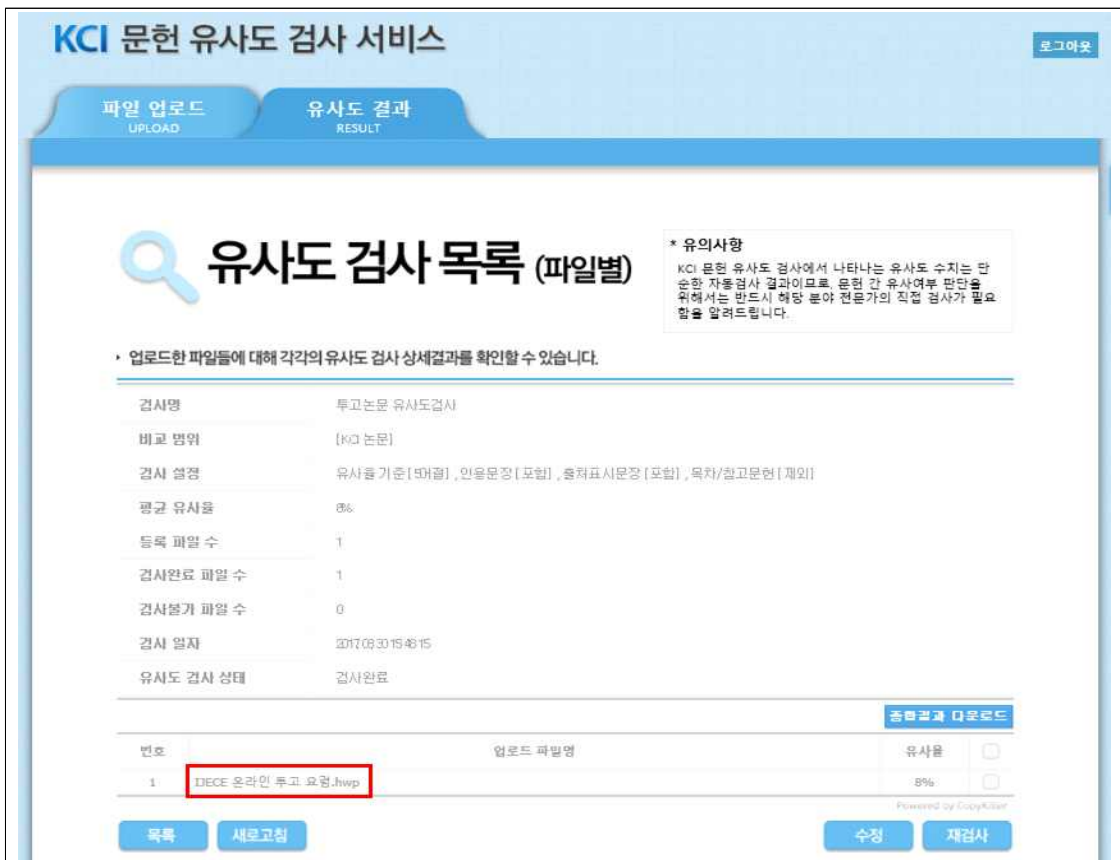 KCI 문헌 유사도 검사 서비스
로그아웃
파일 업로드
UPLOAD
유사도 결과
RESULT
유사도 검사 목록 (파일별)
* 유의사항
KCI 문헌 유사도 검사에서 나타나는 유사도 수치는 단
순한 자동검사 결과이므로, 문헌 간 유사여부 판단을
위해서는 반드시 해당 분야 전문가의 직접 검사가 필요
함을 알려드립니다.
업로드한 파일들에 대해 각각의 유사도 검사 상세결과를 확인할 수 있습니다.
검사명 투고논문 유사도검사
비교 범위 [KCI 논문]
검사 설정 유사율기준 [5어절] , 인용문장 [포함] , 출처표시문장 [포함] , 목차/참고문헌 [제외]
평균 유사율 8%
등록 파일 수 1
검사완료 파일 수 1
검사불가 파일 수 0
검사 일자
유사도 검사 상태 검사완료
종합결과 다운로드
번호 업로드 파일명 유사율
1 IJECE 온라인 투고 요령.hwp 8%
Powered by CopyKiller
목록 새로고침 수정 재검사